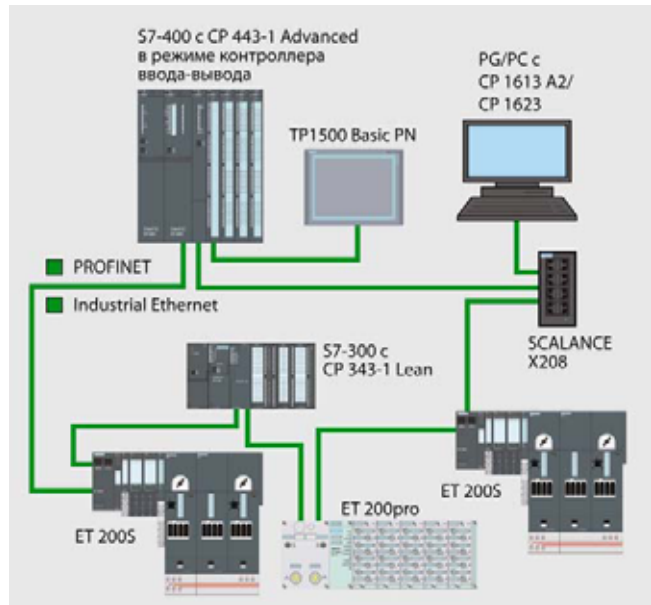 S7-400 с CP 443-1 Advanced
в режиме контроллера
ввода-вывода
PG/PC с
CP 1613 A2/
CP 1623
TP1500 Basic PN
PROFINET
Industrial Ethernet
SCALANCE
X208
S7-300 с
CP 343-1 Lean
ET 200S
ET 200pro
ET 200S